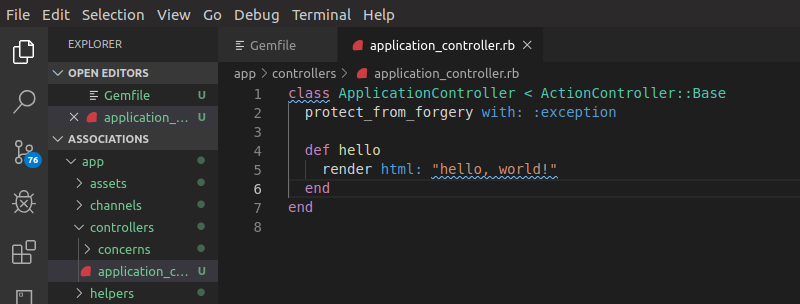 File Edit Selection View Go Debug Terminal Help
EXPLORER
OPEN EDITORS
Gemfile U
application_... U
ASSOCIATIONS
app
assets
channels
controllers
concerns
application_c... U
helpers
76
Gemfile
application_controller.rb
app > controllers > application_controller.rb
1 class ApplicationController < ActionController::Base
2 protect_from_forgery with: :exception
3
4 def hello
5 render html: "hello, world!"
6 end
7 end
8